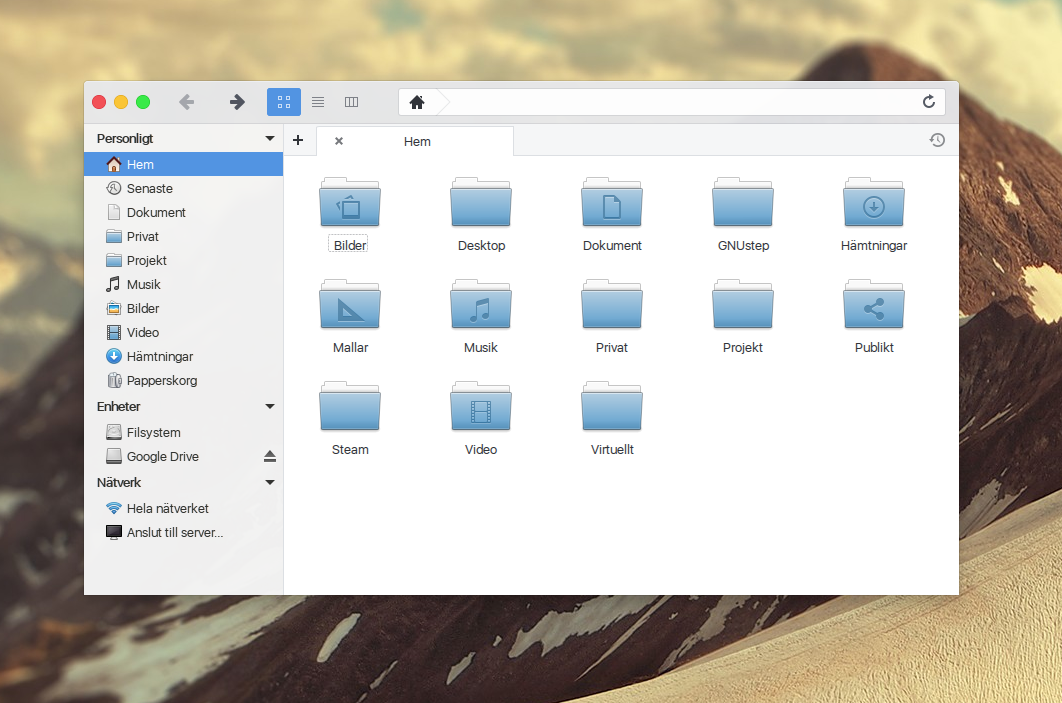 Personligt
Hem
Senaste
Dokument
Privat
Projekt
Musik
Bilder
Video
Hämtningar
Papperskorg
Enheter
Filsystem
Google Drive
Nätverk
Hela nätverket
Anslut till server...
Hem
Bilder Desktop Dokument GNUstep Hämtningar
Mallar Musik Privat Projekt Publikt
Steam Video Virtuellt